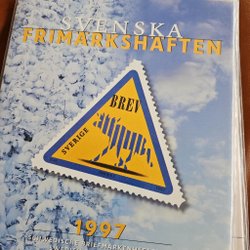 SVENSKA
FRIMÄRKSHÄFTEN
BREV
SVERIGE
1997